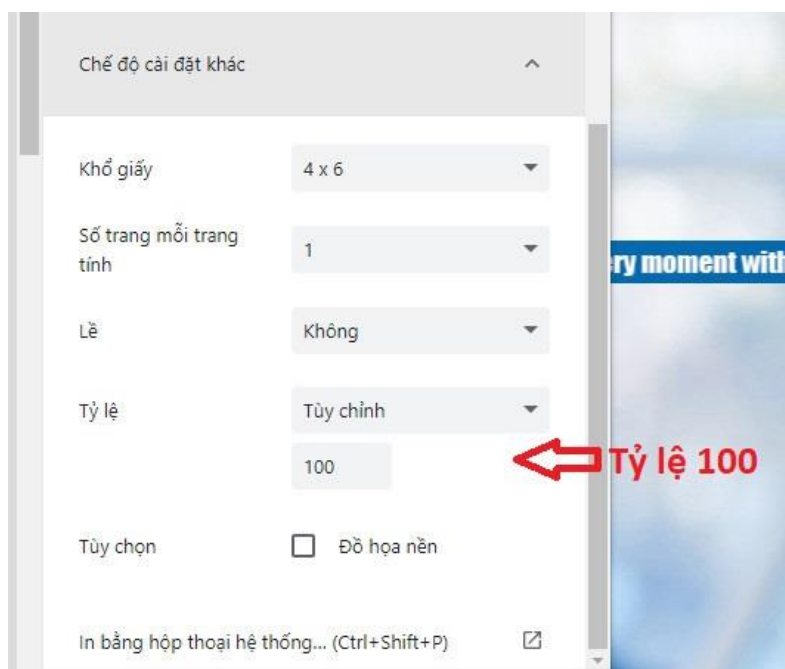 Chế độ cài đặt khác
Khổ giấy
4 x 6
Số trang mỗi trang
tính
1
ry moment with
Lề
Không
Tỷ lệ
Tùy chỉnh
100
Tỷ lệ 100
Tùy chọn
Đồ họa nền
In bằng hộp thoại hệ thống... (Ctrl+Shift+P)